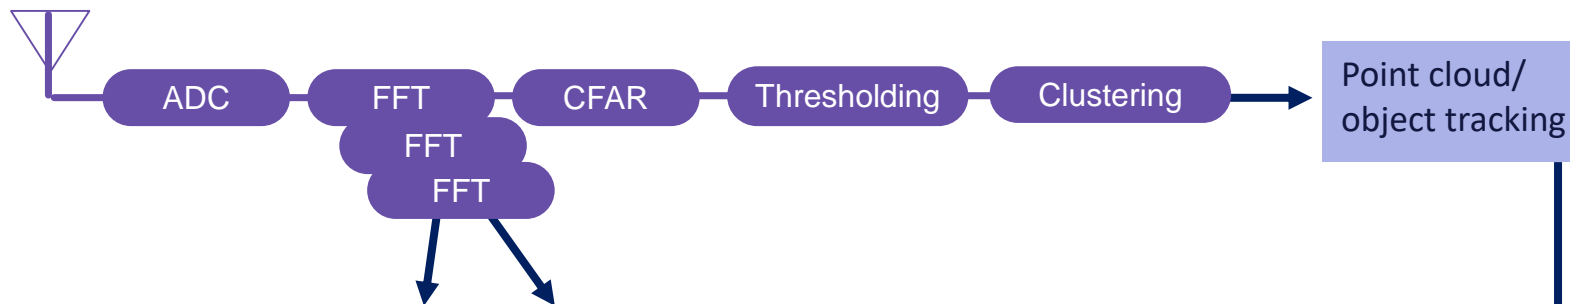 ADC
FFT
CFAR
Thresholding
Clustering
Point cloud/
object tracking
FFT
FFT